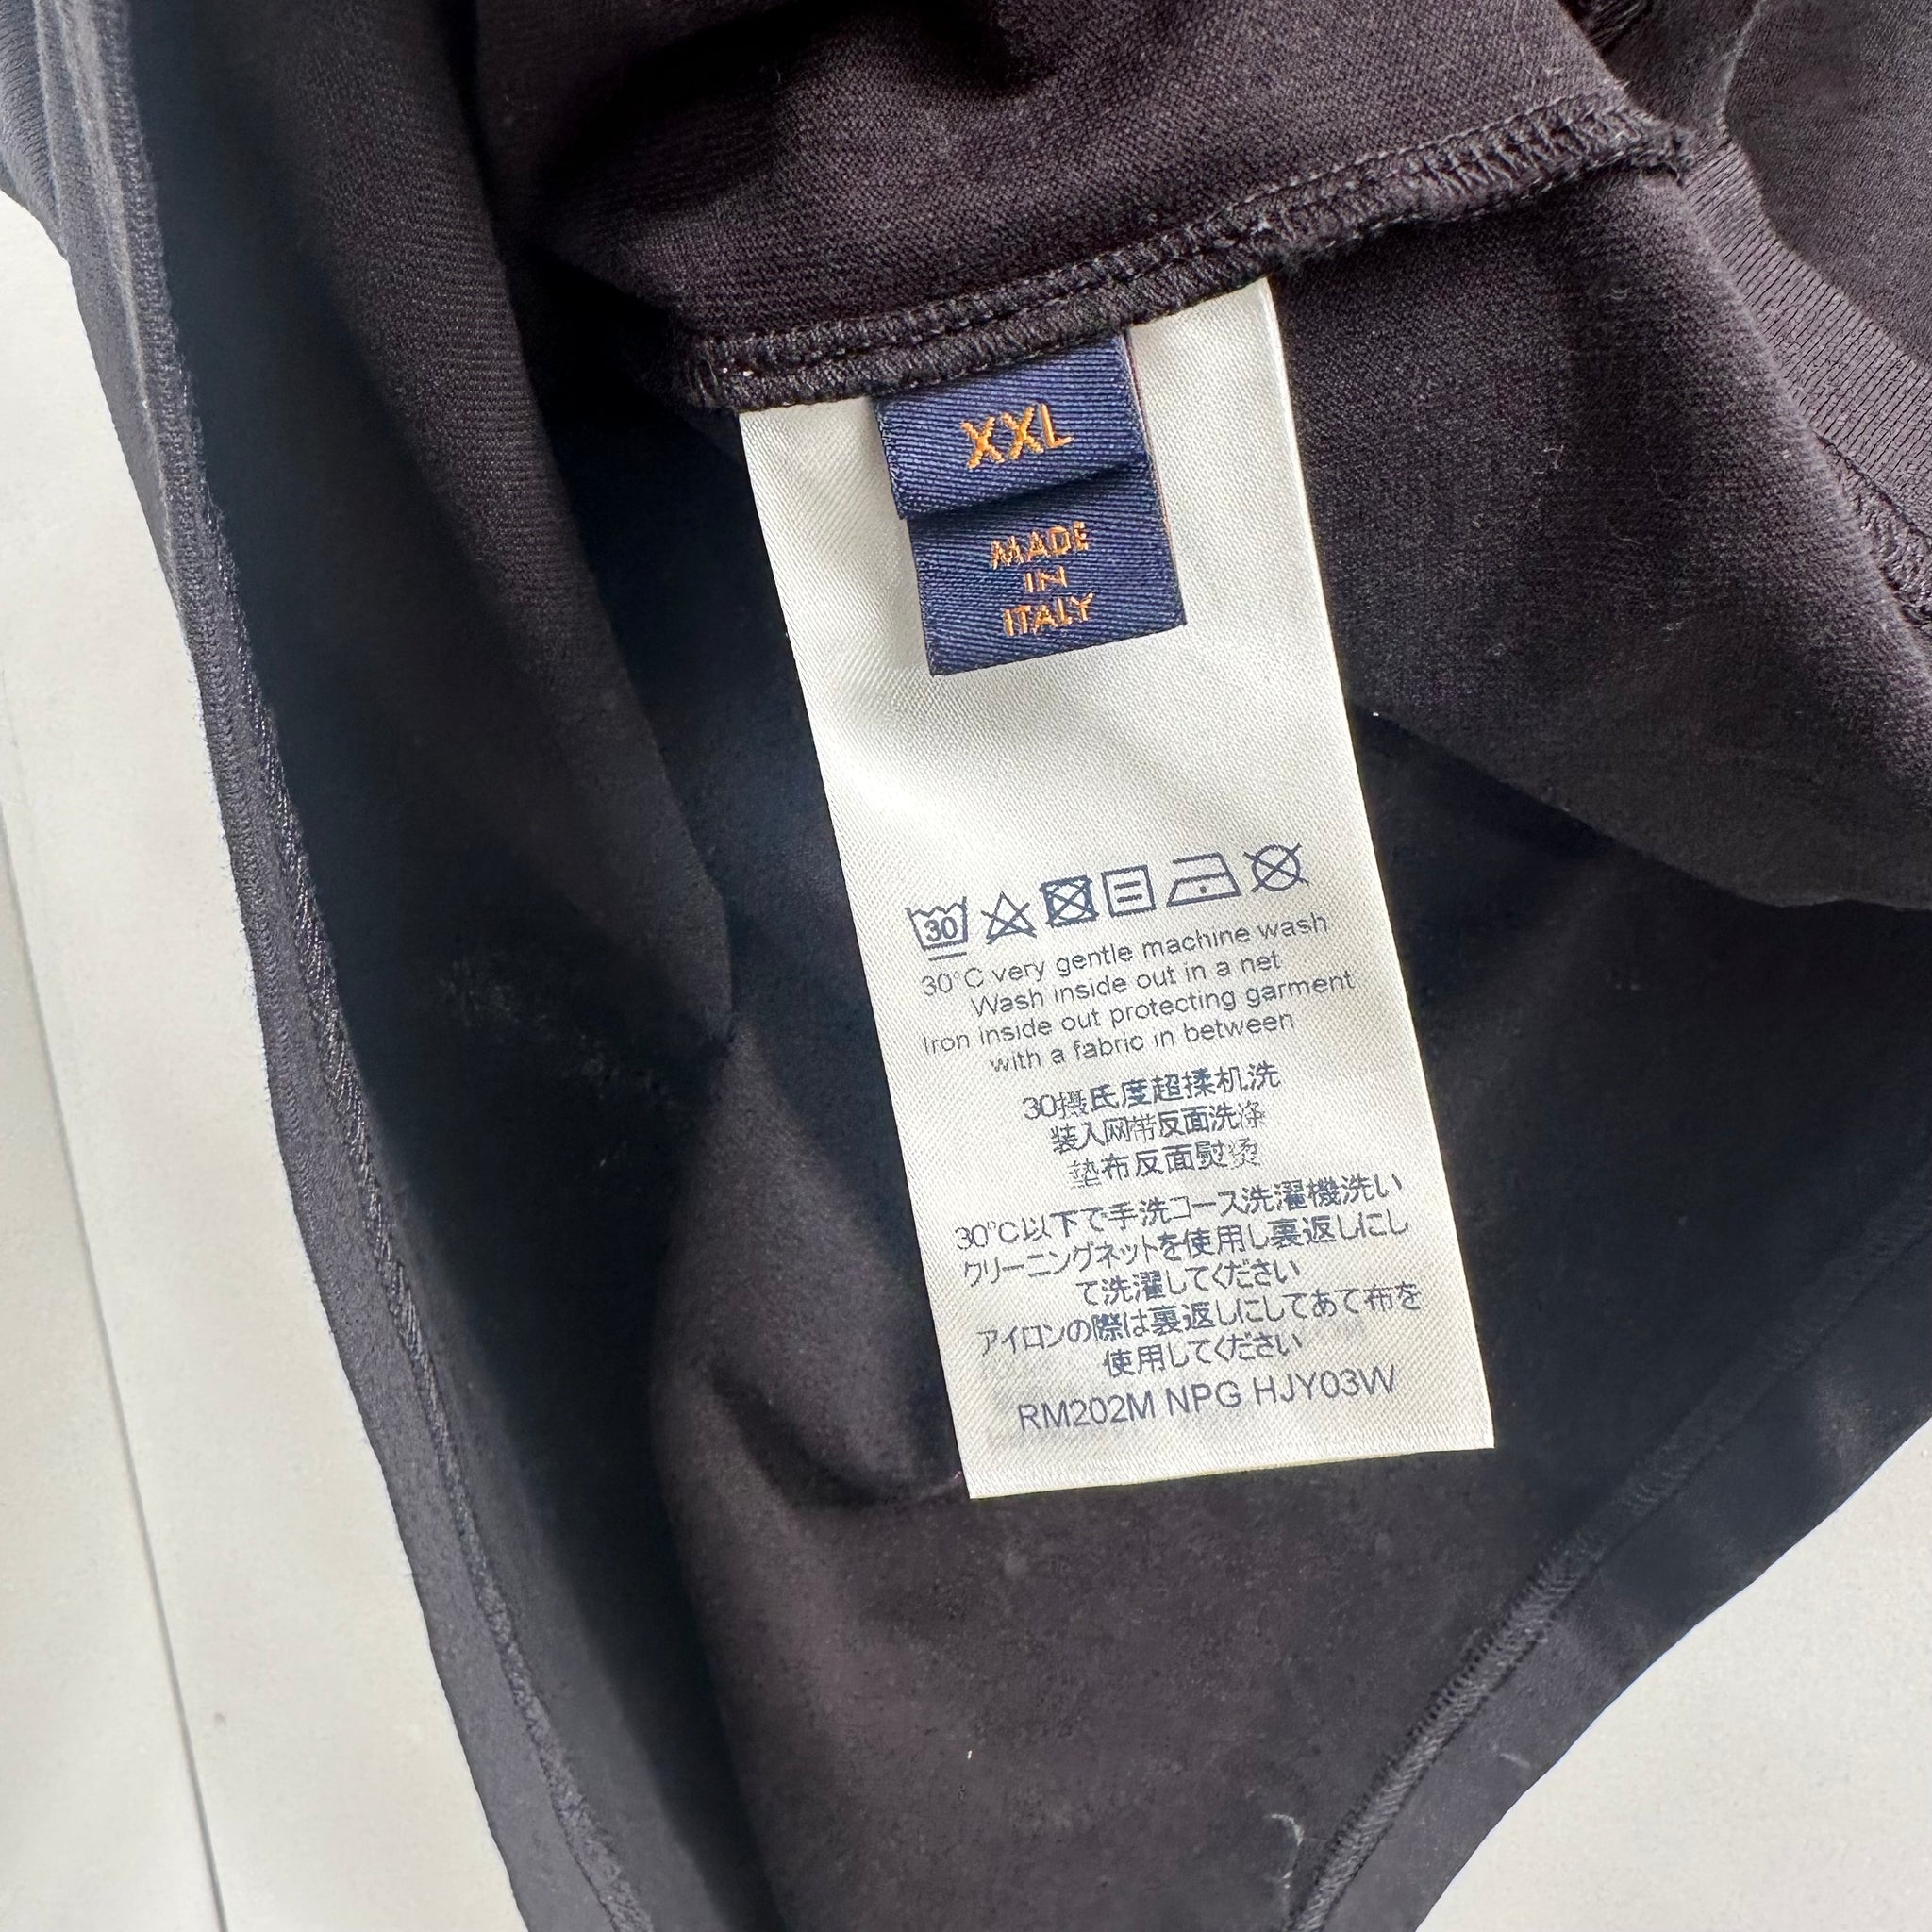 XXL
MADE
IN
ITALY
30
30°C very gentle machine wash
Wash inside out in a net
Iron inside out protecting garment
with a fabric in between
30摄氏度超揉机洗
装入网带反面洗涤
垫布反面熨烫
30°C以下で手洗コース洗濯機洗い
クリーニングネットを使用し裏返しにし
て洗濯してください
アイロンの際は裏返しにしてあて布を
使用してください
RM202M NPG HJY03W